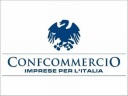 CONFCOMMERCIO
IMPRESE PER L'ITALIA